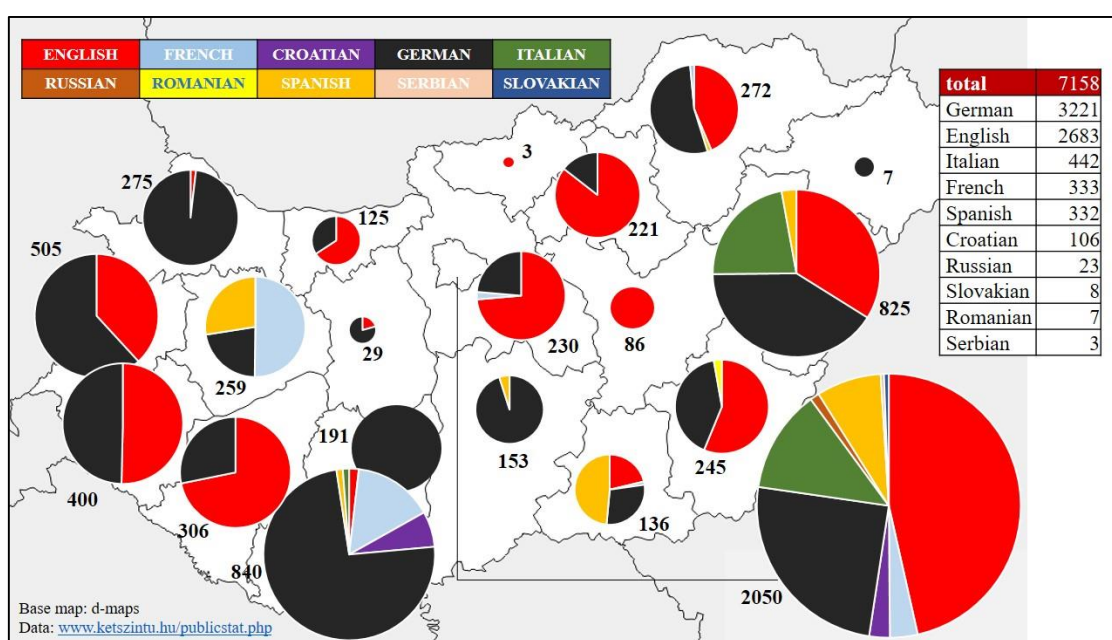 ENGLISH FRENCH CROATIAN GERMAN ITALIAN
RUSSIAN ROMANIAN SPANISH SERBIAN SLOVAKIAN
total 7158
German 3221
English 2683
Italian 442
French 333
Spanish 332
Croatian 106
Russian 23
Slovakian 8
Romanian 7
Serbian 3
272
3
7
275
125
221
505
825
230
86
29
259
191
153
245
400
306
136
840
2050
Base map: d-maps
Data: www.ketszintu.hu/publicstat.php